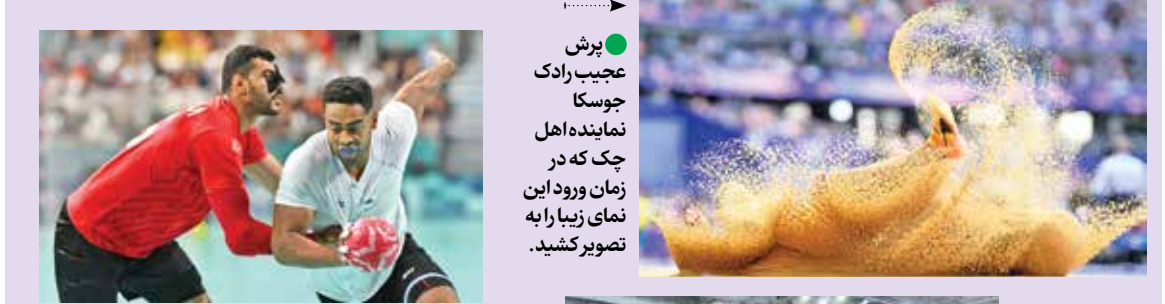 پرش
عجیب رادک
جوسکا
نماینده اهل
چک که در
زمان ورود این
نمای زیبا را به
تصویر کشید.